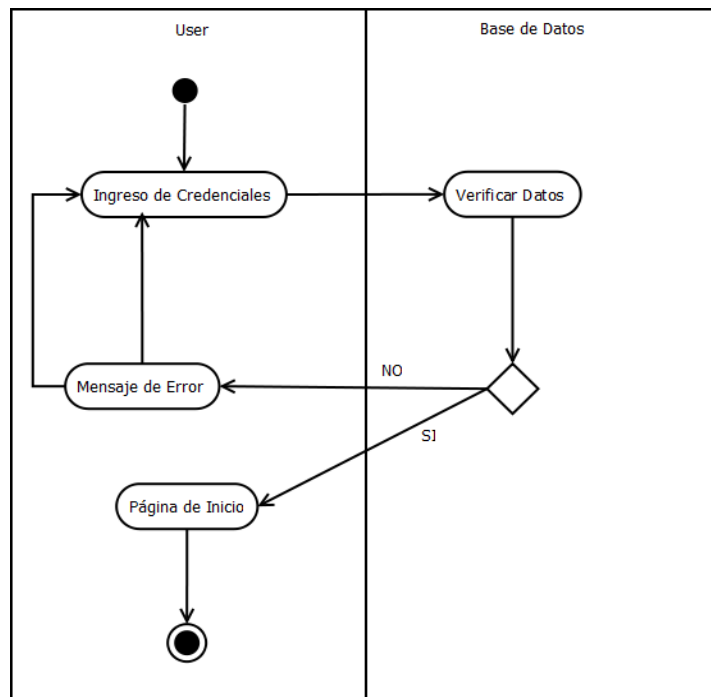 User
Base de Datos
Ingreso de Credenciales
Verificar Datos
NO
Mensaje de Error
SI
Página de Inicio